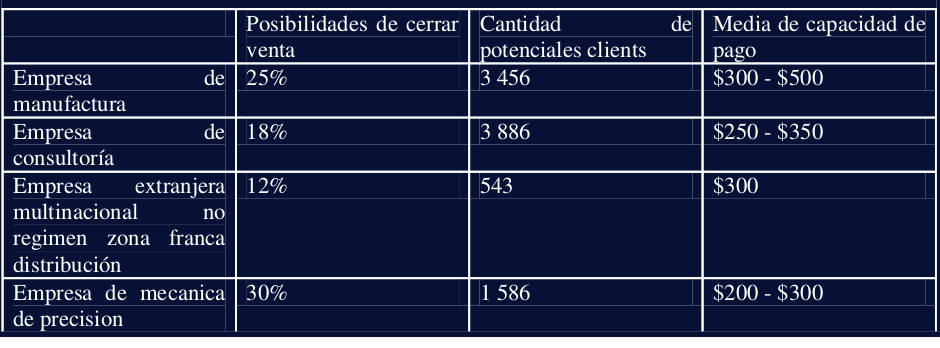 Posibilidades de cerrar venta
Cantidad de potenciales clients
Media de capacidad de pago
Empresa de manufactura
25%
3 456
$300 - $500
Empresa de consultoría
18%
3 886
$250 - $350
Empresa extranjera multinacional no regimen zona franca distribución
12%
543
$300
Empresa de mecanica de precision
30%
1 586
$200 - $300